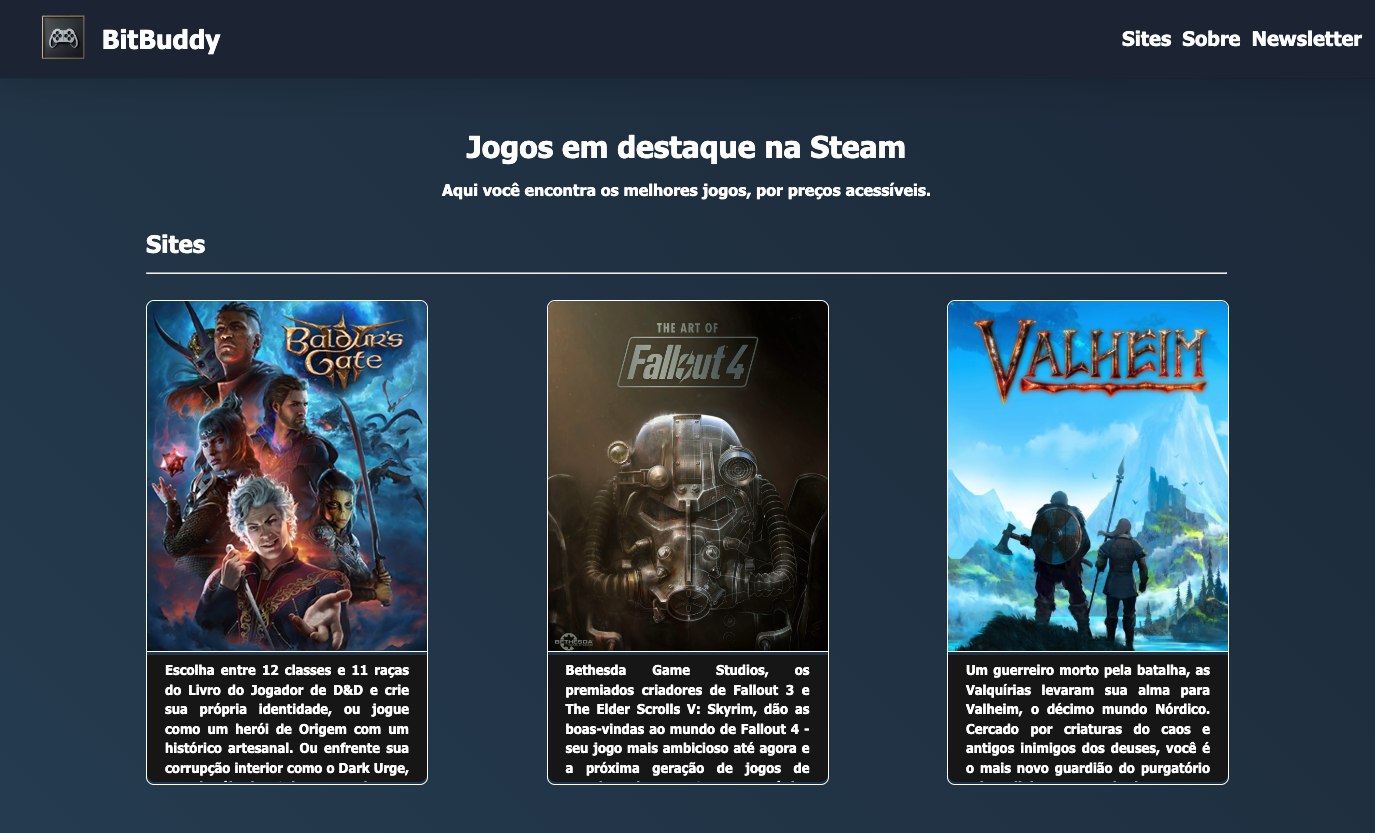 BitBuddy
Sites Sobre Newsletter
Jogos em destaque na Steam
Aqui você encontra os melhores jogos, por preços acessíveis.
Sites
Baldur's
Gate
Escolha entre 12 classes e 11 raças
do Livro do Jogador de D&D e crie
sua própria identidade, ou jogue
como um herói de Origem com um
histórico artesanal. Ou enfrente sua
corrupção interior como o Dark Urge,
THE ART OF
Fallout 4
BETHESDA
Bethesda Game Studios, os
premiados criadores de Fallout 3 e
The Elder Scrolls V: Skyrim, dão as
boas-vindas ao mundo de Fallout 4 -
seu jogo mais ambicioso até agora e
a próxima geração de jogos de
VALHEIM
Um guerreiro morto pela batalha, as
Valquírias levaram sua alma para
Valheim, o décimo mundo Nórdico.
Cercado por criaturas do caos e
antigos inimigos dos deuses, você é
o mais novo guardião do purgatório